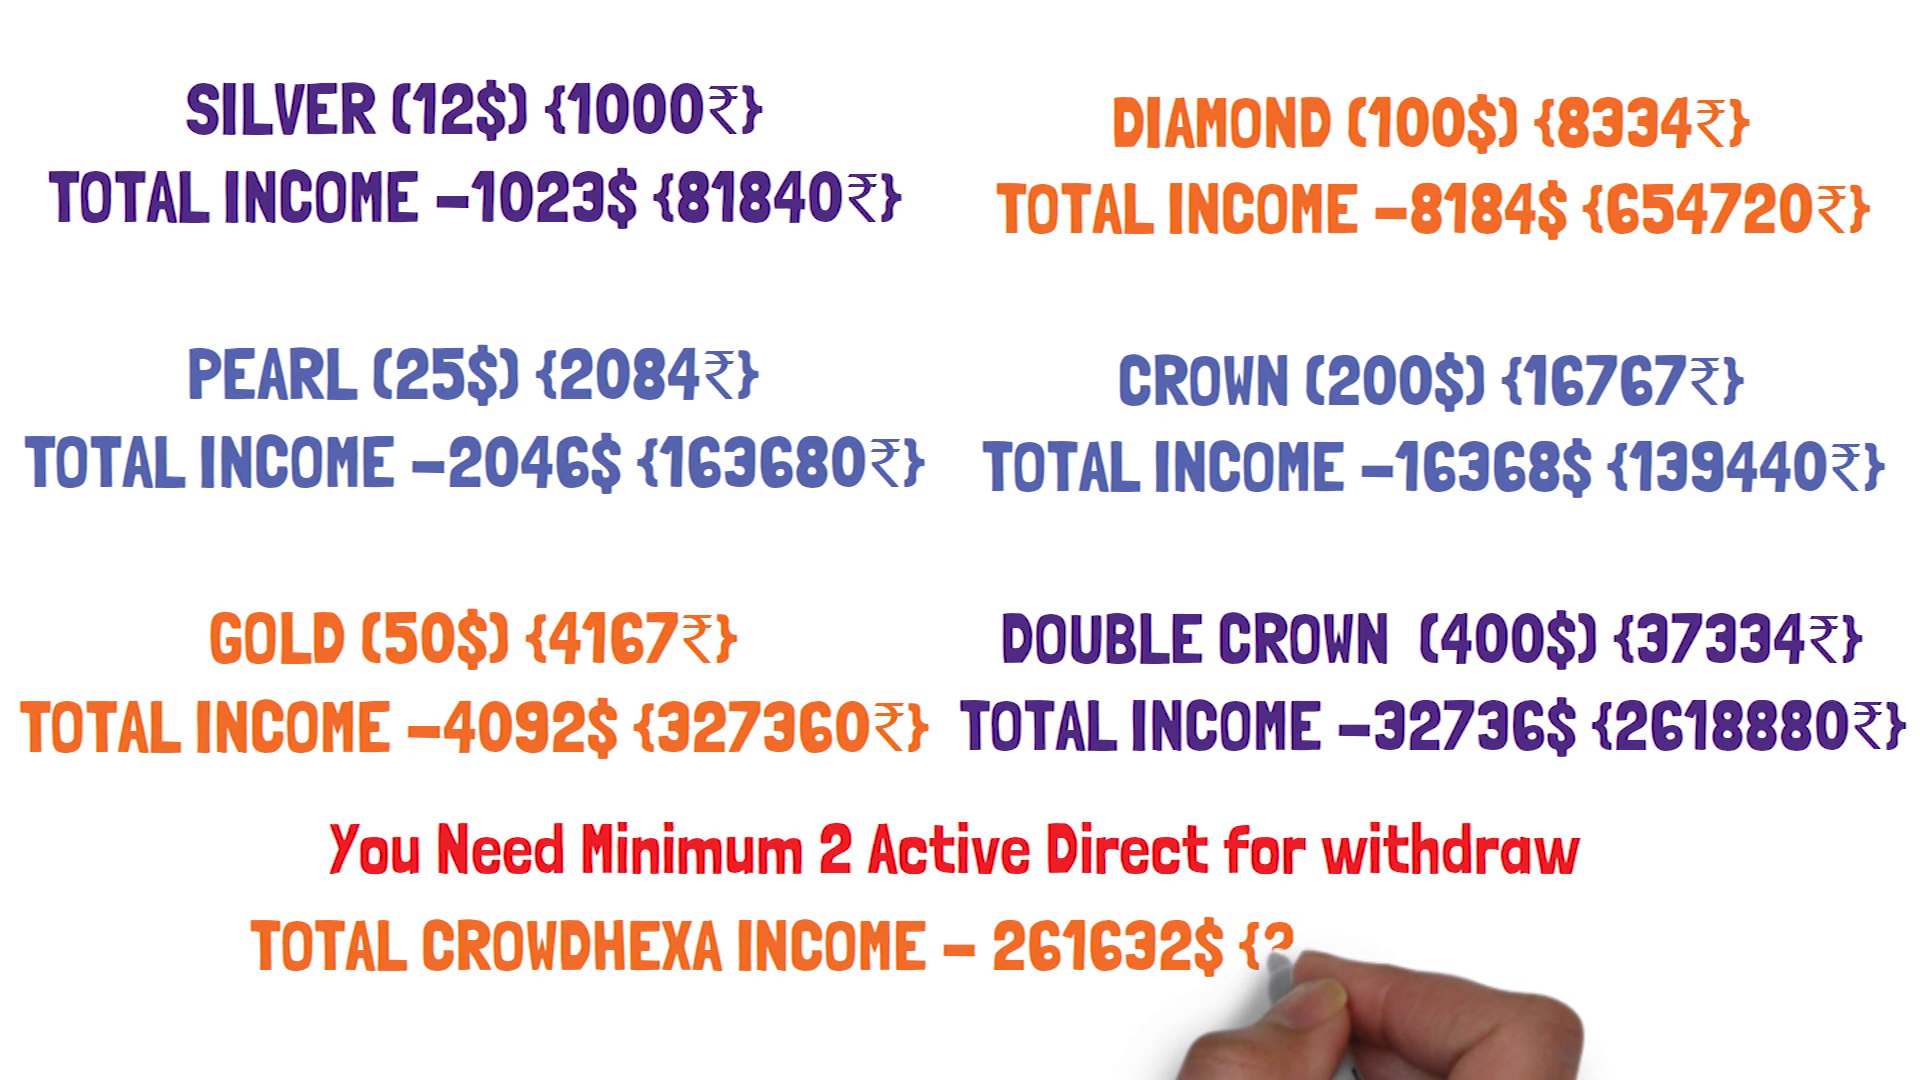 SILVER (12$) {1000₹}
TOTAL INCOME -1023$ {81840₹}
PEARL (25$) {2084₹}
TOTAL INCOME -2046$ {163680₹}
GOLD (50$) {4167₹}
TOTAL INCOME -4092$ {327360₹}
DIAMOND (100$) {8334₹}
TOTAL INCOME -8184$ {654720₹}
CROWN (200$) {16767₹}
TOTAL INCOME -16368$ {139440₹}
DOUBLE CROWN (400$) {37334₹}
TOTAL INCOME -32736$ {2618880₹}
You Need Minimum 2 Active Direct for withdraw
TOTAL CROWDHEXA INCOME - 261632$ {